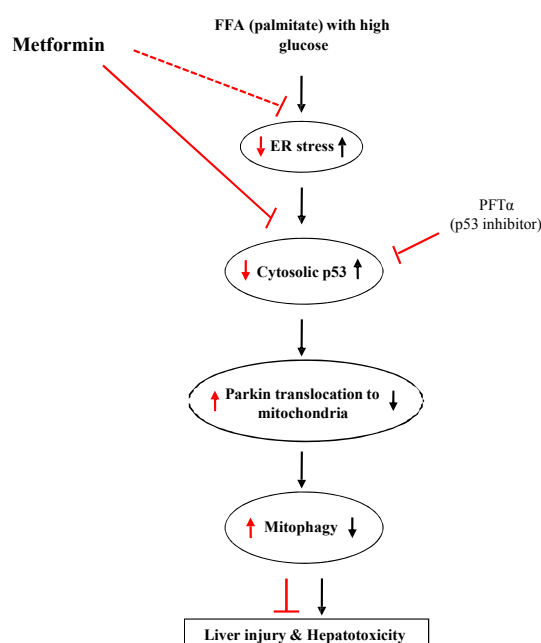 FFA (palmitate) with high
glucose
Metformin
ER stress
PFTα
(p53 inhibitor)
Cytosolic p53
Parkin translocation to
mitochondria
Mitophagy
Liver injury & Hepatotoxicity